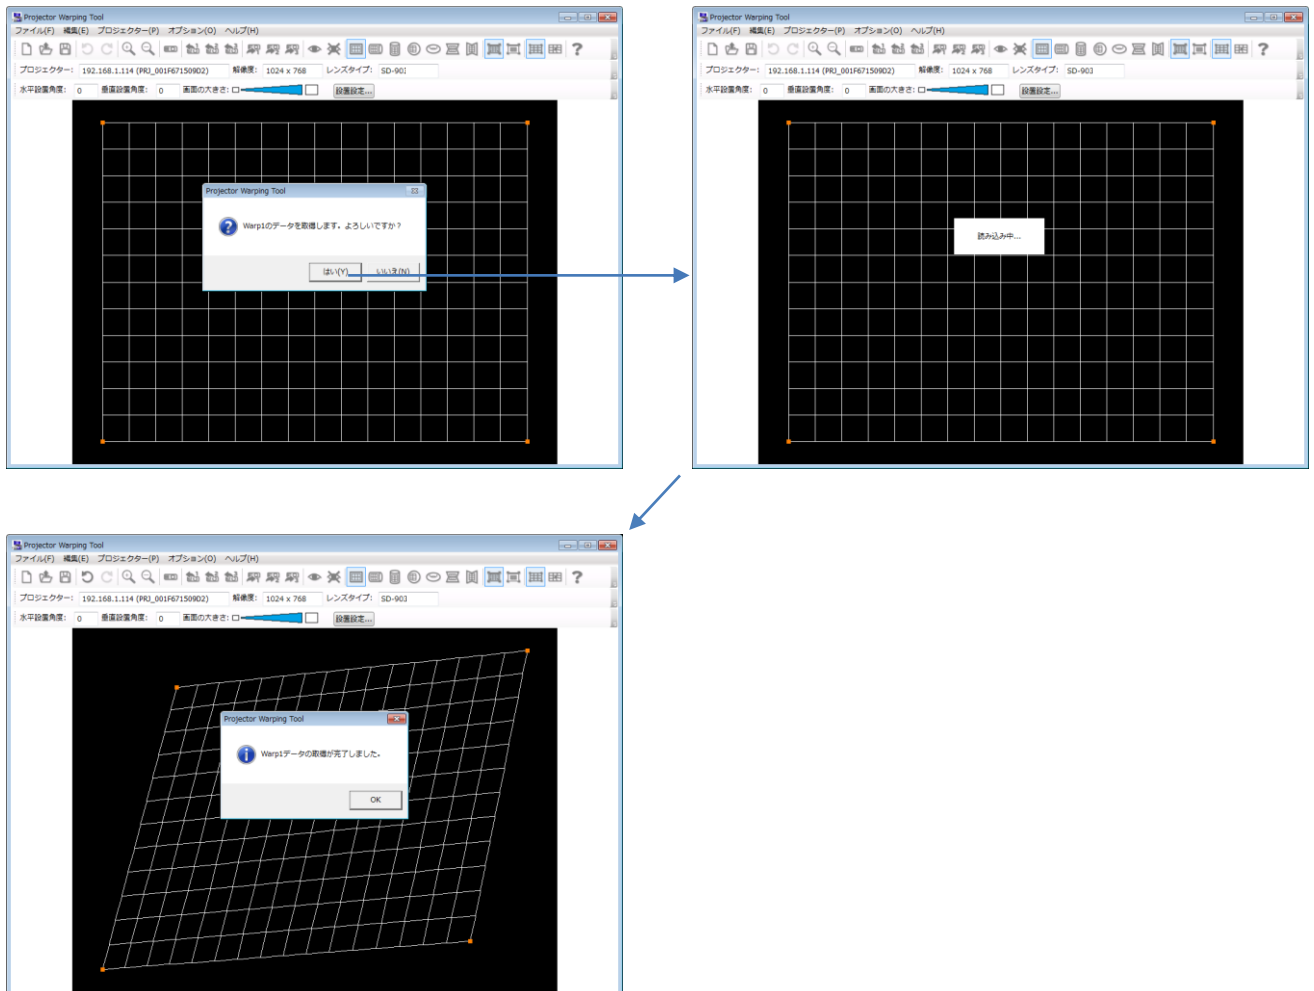 Projector Warping Tool
ファイル(F) 編集(E) プロジェクター(P) オプション(O) ヘルプ(H)
プロジェクター: 192.168.1.114 (PRJ_001F671509D2) 解像度: 1024 x 768 レンズタイプ: SD-903
水平設置角度: 0 垂直設置角度: 0 画面の大きさ: 設置設定...
Projector Warping Tool
Warp1のデータを取得します。よろしいですか？
はい(Y) いいえ(N)
Projector Warping Tool
ファイル(F) 編集(E) プロジェクター(P) オプション(O) ヘルプ(H)
プロジェクター: 192.168.1.114 (PRJ_001F671509D2) 解像度: 1024 x 768 レンズタイプ: SD-903
水平設置角度: 0 垂直設置角度: 0 画面の大きさ: 設置設定...
読み込み中...
Projector Warping Tool
ファイル(F) 編集(E) プロジェクター(P) オプション(O) ヘルプ(H)
プロジェクター: 192.168.1.114 (PRJ_001F671509D2) 解像度: 1024 x 768 レンズタイプ: SD-903
水平設置角度: 0 垂直設置角度: 0 画面の大きさ: 設置設定...
Projector Warping Tool
Warp1データの取得が完了しました。
OK